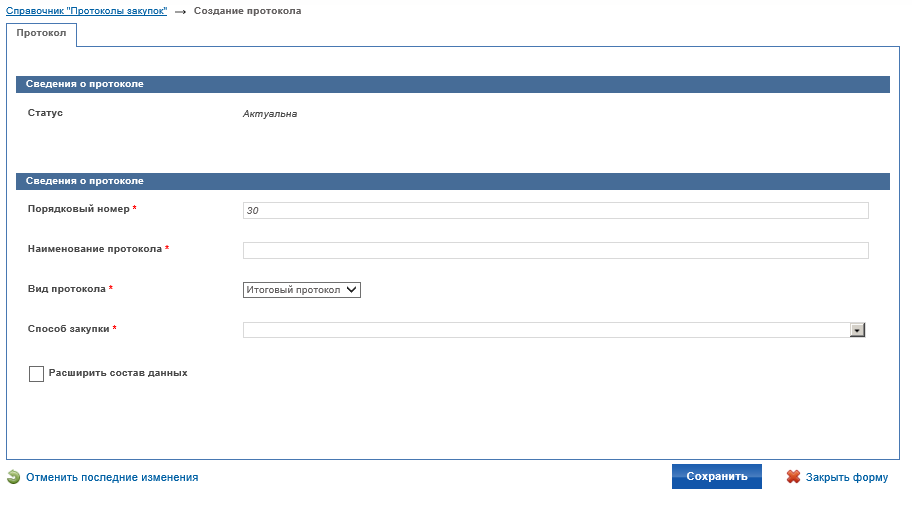 Справочник "Протоколы закупок" → Создание протокола
Протокол
Сведения о протоколе
Статус Актуальна
Сведения о протоколе
Порядковый номер * 30
Наименование протокола *
Вид протокола * Итоговый протокол
Способ закупки *
Расширить состав данных
Отменить последние изменения Сохранить Закрыть форму